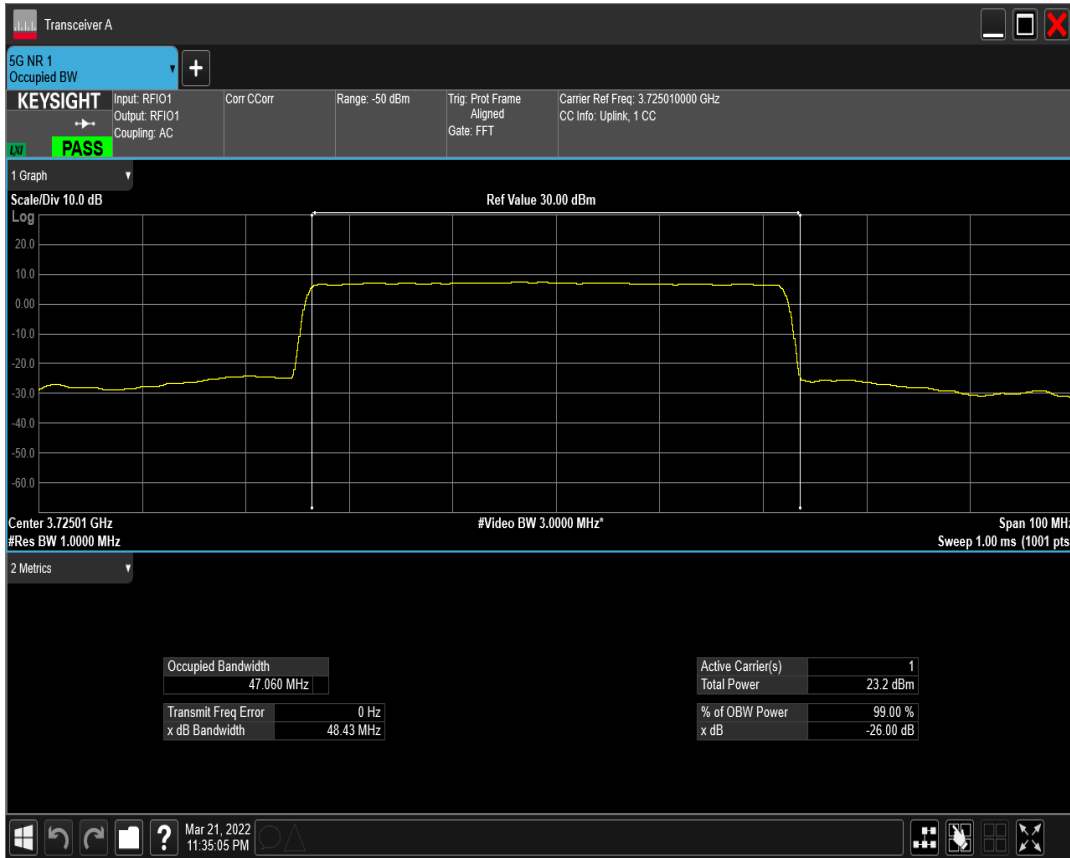 Transceiver A
5G NR 1
Occupied BW
KEYSIGHT
Input: RFIO1
Output: RFIO1
Coupling: AC
Corr CCorr
Range: -50 dBm
Trig: Prot Frame
Aligned
Gate: FFT
Carrier Ref Freq: 3.725010000 GHz
CC Info: Uplink, 1 CC
LXI
PASS
1 Graph
Scale/Div 10.0 dB
Ref Value 30.00 dBm
Log
20.0
10.0
0.00
-10.0
-20.0
-30.0
-40.0
-50.0
-60.0
Center 3.72501 GHz
#Video BW 3.0000 MHz*
Span 100 MHz
#Res BW 1.0000 MHz
Sweep 1.00 ms (1001 pts
2 Metrics
Occupied Bandwidth
47.060 MHz
Transmit Freq Error 0 Hz
x dB Bandwidth 48.43 MHz
Active Carrier(s) 1
Total Power 23.2 dBm
% of OBW Power 99.00 %
x dB -26.00 dB
?
Mar 21, 2022
11:35:05 PM